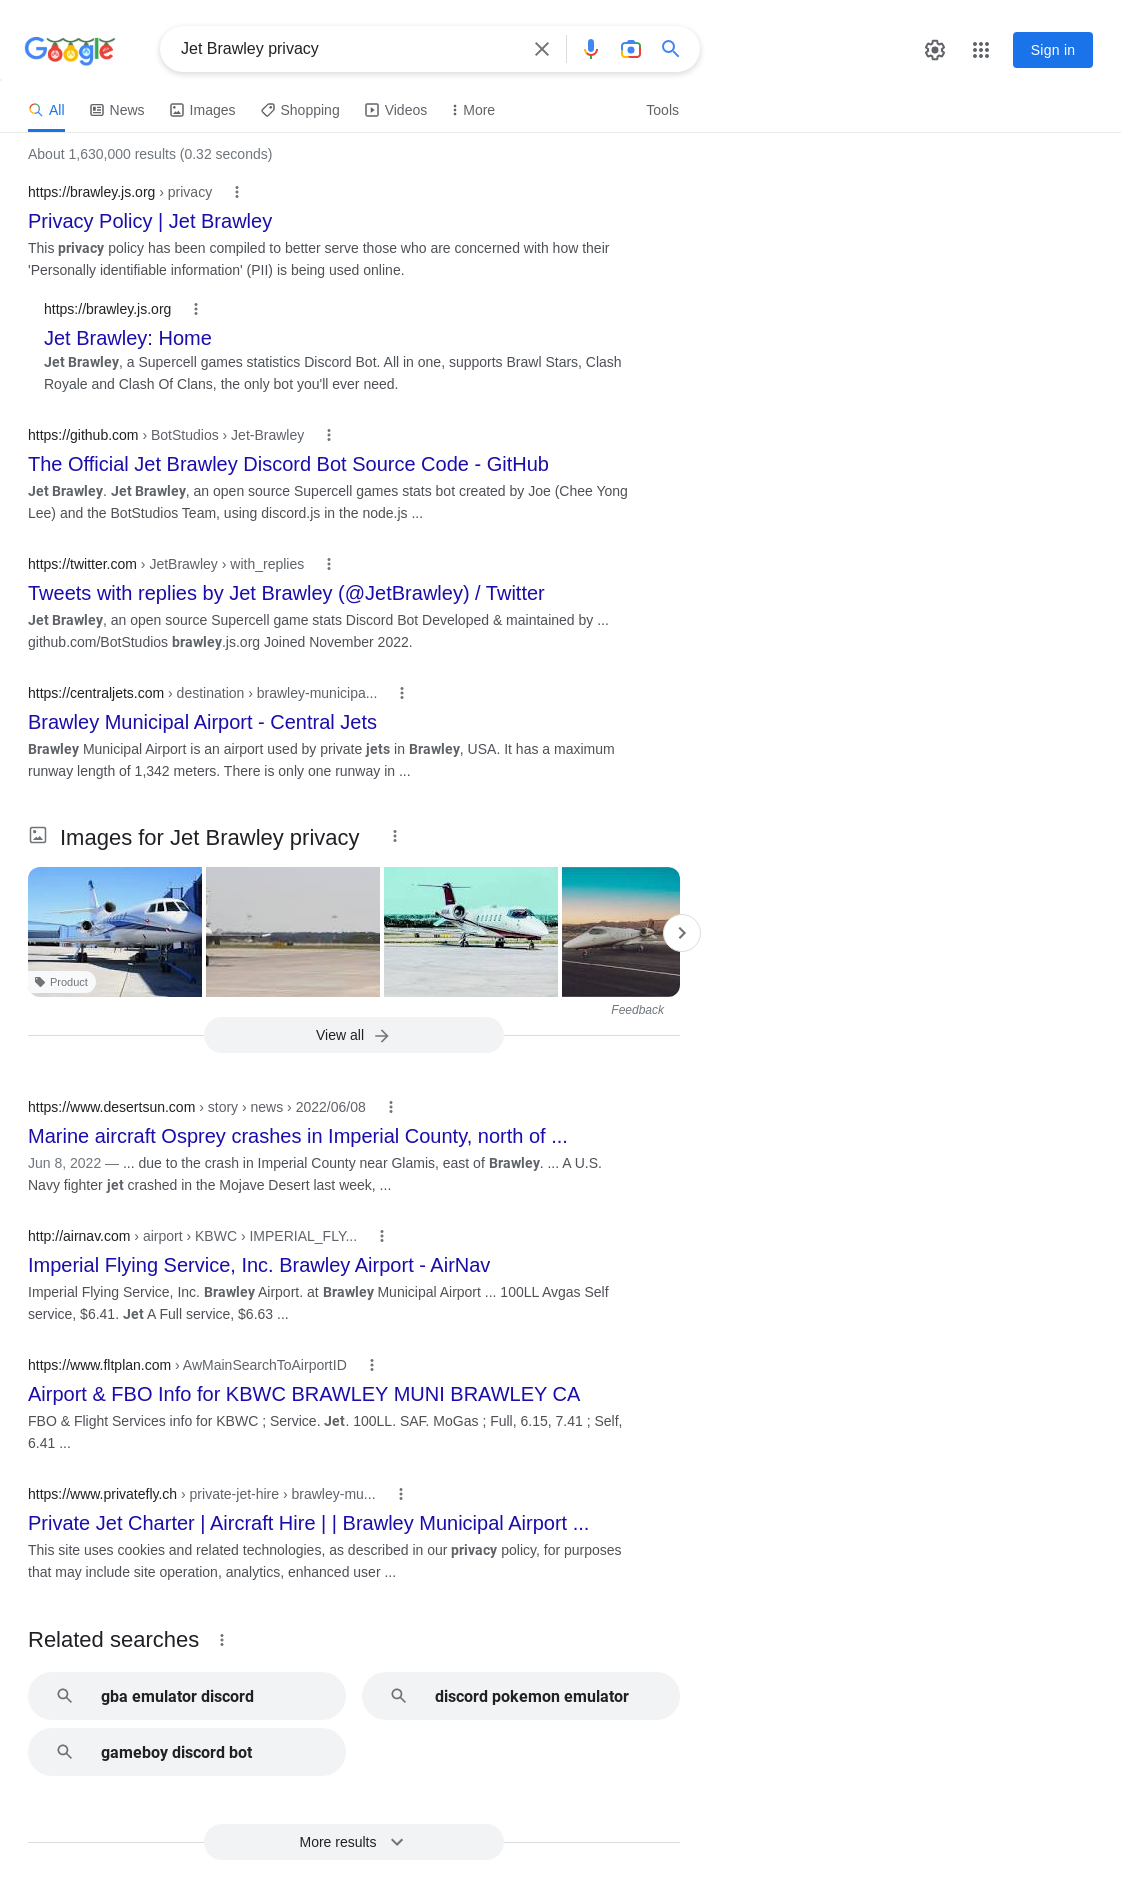 Google
Jet Brawley privacy
Sign in
All News Images Shopping Videos More Tools
About 1,630,000 results (0.32 seconds)
https://brawley.js.org › privacy
Privacy Policy | Jet Brawley
This privacy policy has been compiled to better serve those who are concerned with how their
'Personally identifiable information' (PII) is being used online.
https://brawley.js.org
Jet Brawley: Home
Jet Brawley, a Supercell games statistics Discord Bot. All in one, supports Brawl Stars, Clash
Royale and Clash Of Clans, the only bot you'll ever need.
https://github.com › BotStudios › Jet-Brawley
The Official Jet Brawley Discord Bot Source Code - GitHub
Jet Brawley. Jet Brawley, an open source Supercell games stats bot created by Joe (Chee Yong
Lee) and the BotStudios Team, using discord.js in the node.js ...
https://twitter.com › JetBrawley › with_replies
Tweets with replies by Jet Brawley (@JetBrawley) / Twitter
Jet Brawley, an open source Supercell game stats Discord Bot Developed & maintained by ...
github.com/BotStudios brawley.js.org Joined November 2022.
https://centraljets.com › destination › brawley-municipa...
Brawley Municipal Airport - Central Jets
Brawley Municipal Airport is an airport used by private jets in Brawley, USA. It has a maximum
runway length of 1,342 meters. There is only one runway in ...
Images for Jet Brawley privacy
Product
Feedback
View all
https://www.desertsun.com › story › news › 2022/06/08
Marine aircraft Osprey crashes in Imperial County, north of ...
Jun 8, 2022 — ... due to the crash in Imperial County near Glamis, east of Brawley. ... A U.S.
Navy fighter jet crashed in the Mojave Desert last week, ...
http://airnav.com › airport › KBWC › IMPERIAL_FLY...
Imperial Flying Service, Inc. Brawley Airport - AirNav
Imperial Flying Service, Inc. Brawley Airport. at Brawley Municipal Airport ... 100LL Avgas Self
service, $6.41. Jet A Full service, $6.63 ...
https://www.fltplan.com › AwMainSearchToAirportID
Airport & FBO Info for KBWC BRAWLEY MUNI BRAWLEY CA
FBO & Flight Services info for KBWC ; Service. Jet. 100LL. SAF. MoGas ; Full, 6.15, 7.41 ; Self,
6.41 ...
https://www.privatefly.ch › private-jet-hire › brawley-mu...
Private Jet Charter | Aircraft Hire | | Brawley Municipal Airport ...
This site uses cookies and related technologies, as described in our privacy policy, for purposes
that may include site operation, analytics, enhanced user ...
Related searches
gba emulator discord
discord pokemon emulator
gameboy discord bot
More results